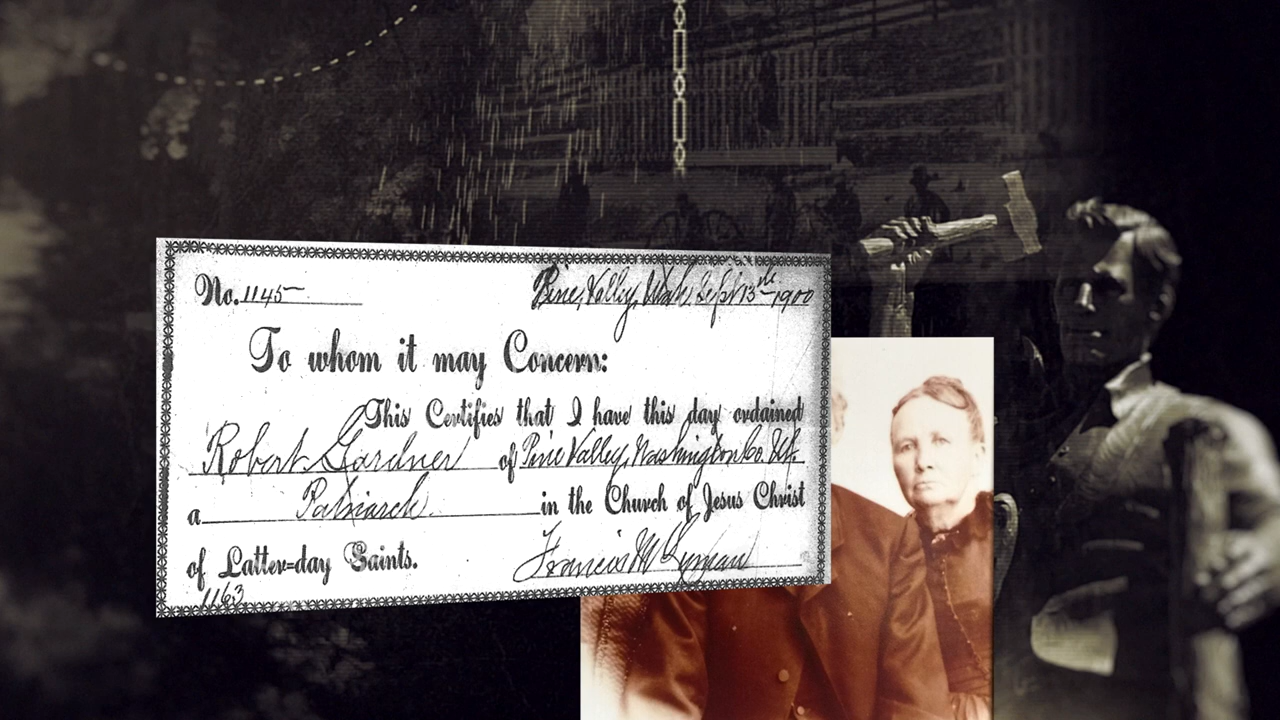 No. 1145
Pine Valley, Utah, Sept 13th 1900
To whom it may Concern:
This Certifies that I have this day ordained
Robert Gardner of Pine Valley, Washington Co. Ut.
a Patriarch in the Church of Jesus Christ
of Latter-day Saints. Francis M Lyman
1163